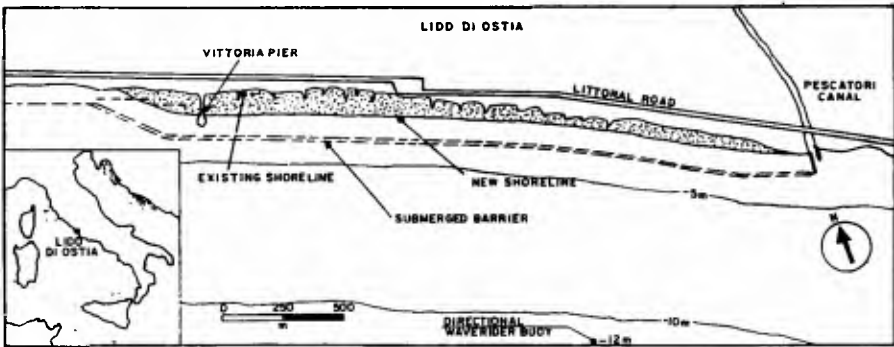 LIDO DI OSTIA
VITTORIA PIER
LITTORAL ROAD
PESCATORI
CANAL
EXISTING SHORELINE
NEW SHORELINE
-5m
SUBMERGED BARRIER
N
LIDO
DI OSTIA
0 250 500
m
-10m
DIRECTIONAL
WAVERIDER BUOY
-12m